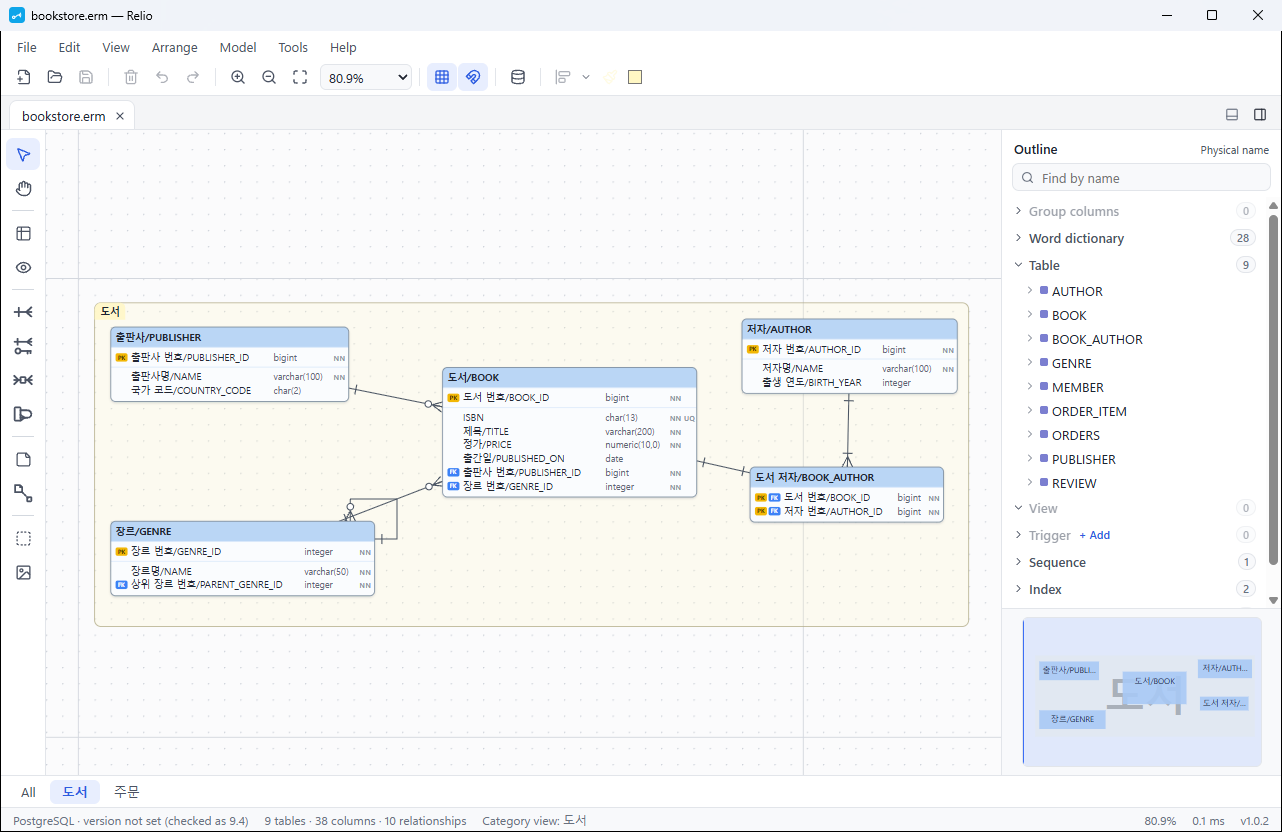 bookstore.erm — Relio
File Edit View Arrange Model Tools Help
80.9%
bookstore.erm
Outline Physical name
Find by name
Group columns 0
Word dictionary 28
Table 9
AUTHOR
BOOK
BOOK_AUTHOR
GENRE
MEMBER
ORDER_ITEM
ORDERS
PUBLISHER
REVIEW
View 0
Trigger + Add 0
Sequence 1
Index 2
도서
출판사/PUBLISHER
PK 출판사 번호/PUBLISHER_ID bigint NN
출판사명/NAME varchar(100) NN
국가 코드/COUNTRY_CODE char(2)
도서/BOOK
PK 도서 번호/BOOK_ID bigint NN
ISBN char(13) NN UQ
제목/TITLE varchar(200) NN
정가/PRICE numeric(10,0) NN
출간일/PUBLISHED_ON date
FK 출판사 번호/PUBLISHER_ID bigint NN
FK 장르 번호/GENRE_ID integer NN
저자/AUTHOR
PK 저자 번호/AUTHOR_ID bigint NN
저자명/NAME varchar(100) NN
출생 연도/BIRTH_YEAR integer
도서 저자/BOOK_AUTHOR
PK FK 도서 번호/BOOK_ID bigint NN
PK FK 저자 번호/AUTHOR_ID bigint NN
장르/GENRE
PK 장르 번호/GENRE_ID integer NN
장르명/NAME varchar(50) NN
FK 상위 장르 번호/PARENT_GENRE_ID integer NN
도서
출판사/PUBLI...
도서/BOOK
저자/AUTH...
도서 저자/...
장르/GENRE
All 도서 주문
PostgreSQL · version not set (checked as 9.4) 9 tables · 38 columns · 10 relationships Category view: 도서 80.9% 0.1 ms v1.0.2